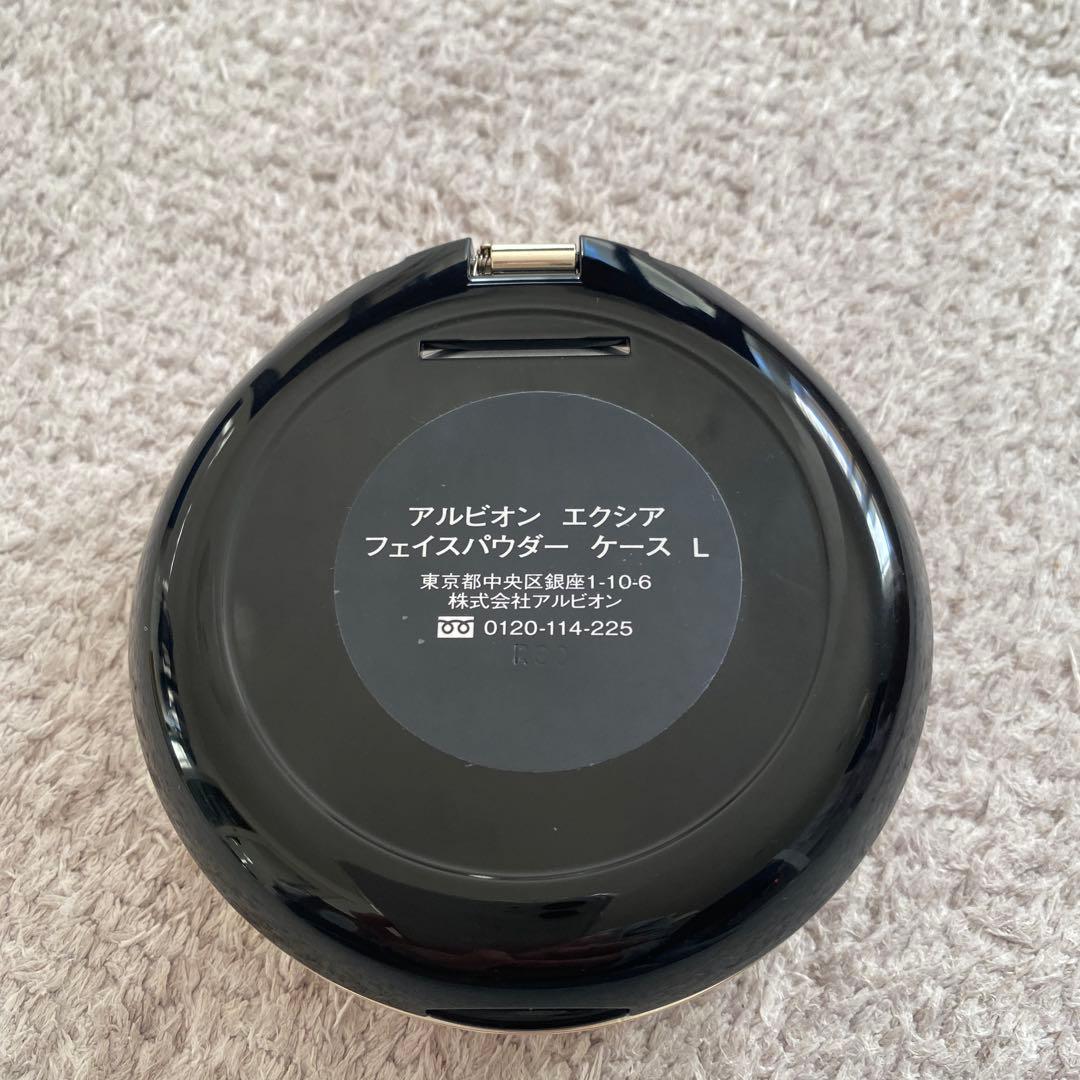 アルビオン エクシア
フェイスパウダー ケース L
東京都中央区銀座1-10-6
株式会社アルビオン
0120-114-225